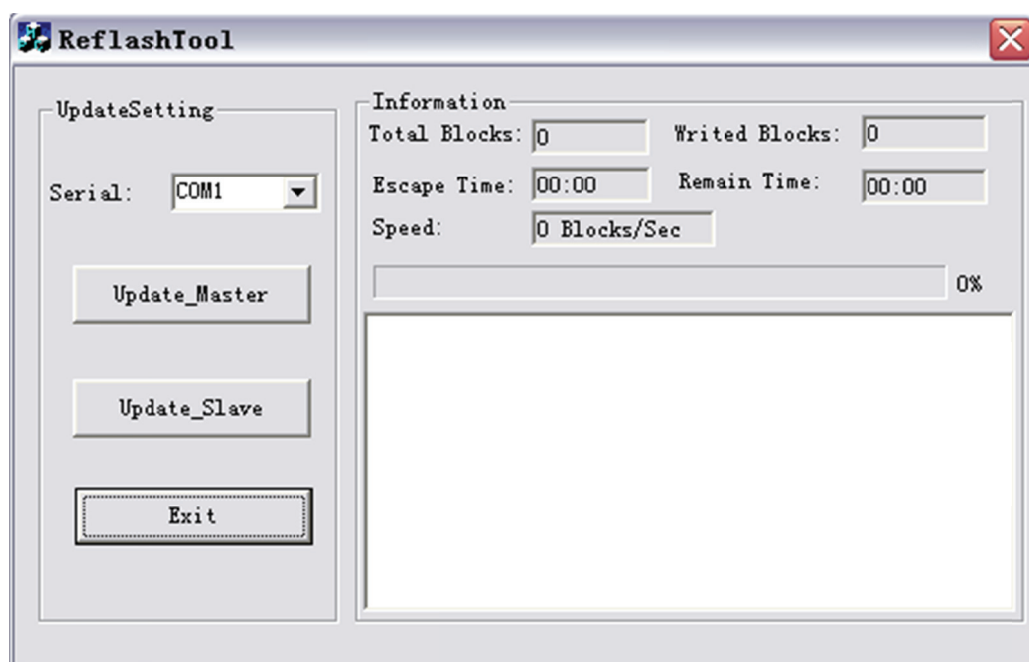 ReflashTool
UpdateSetting
Serial: COM1
Update_Master
Update_Slave
Exit
Information
Total Blocks: 0 Writed Blocks: 0
Escape Time: 00:00 Remain Time: 00:00
Speed: 0 Blocks/Sec
0%